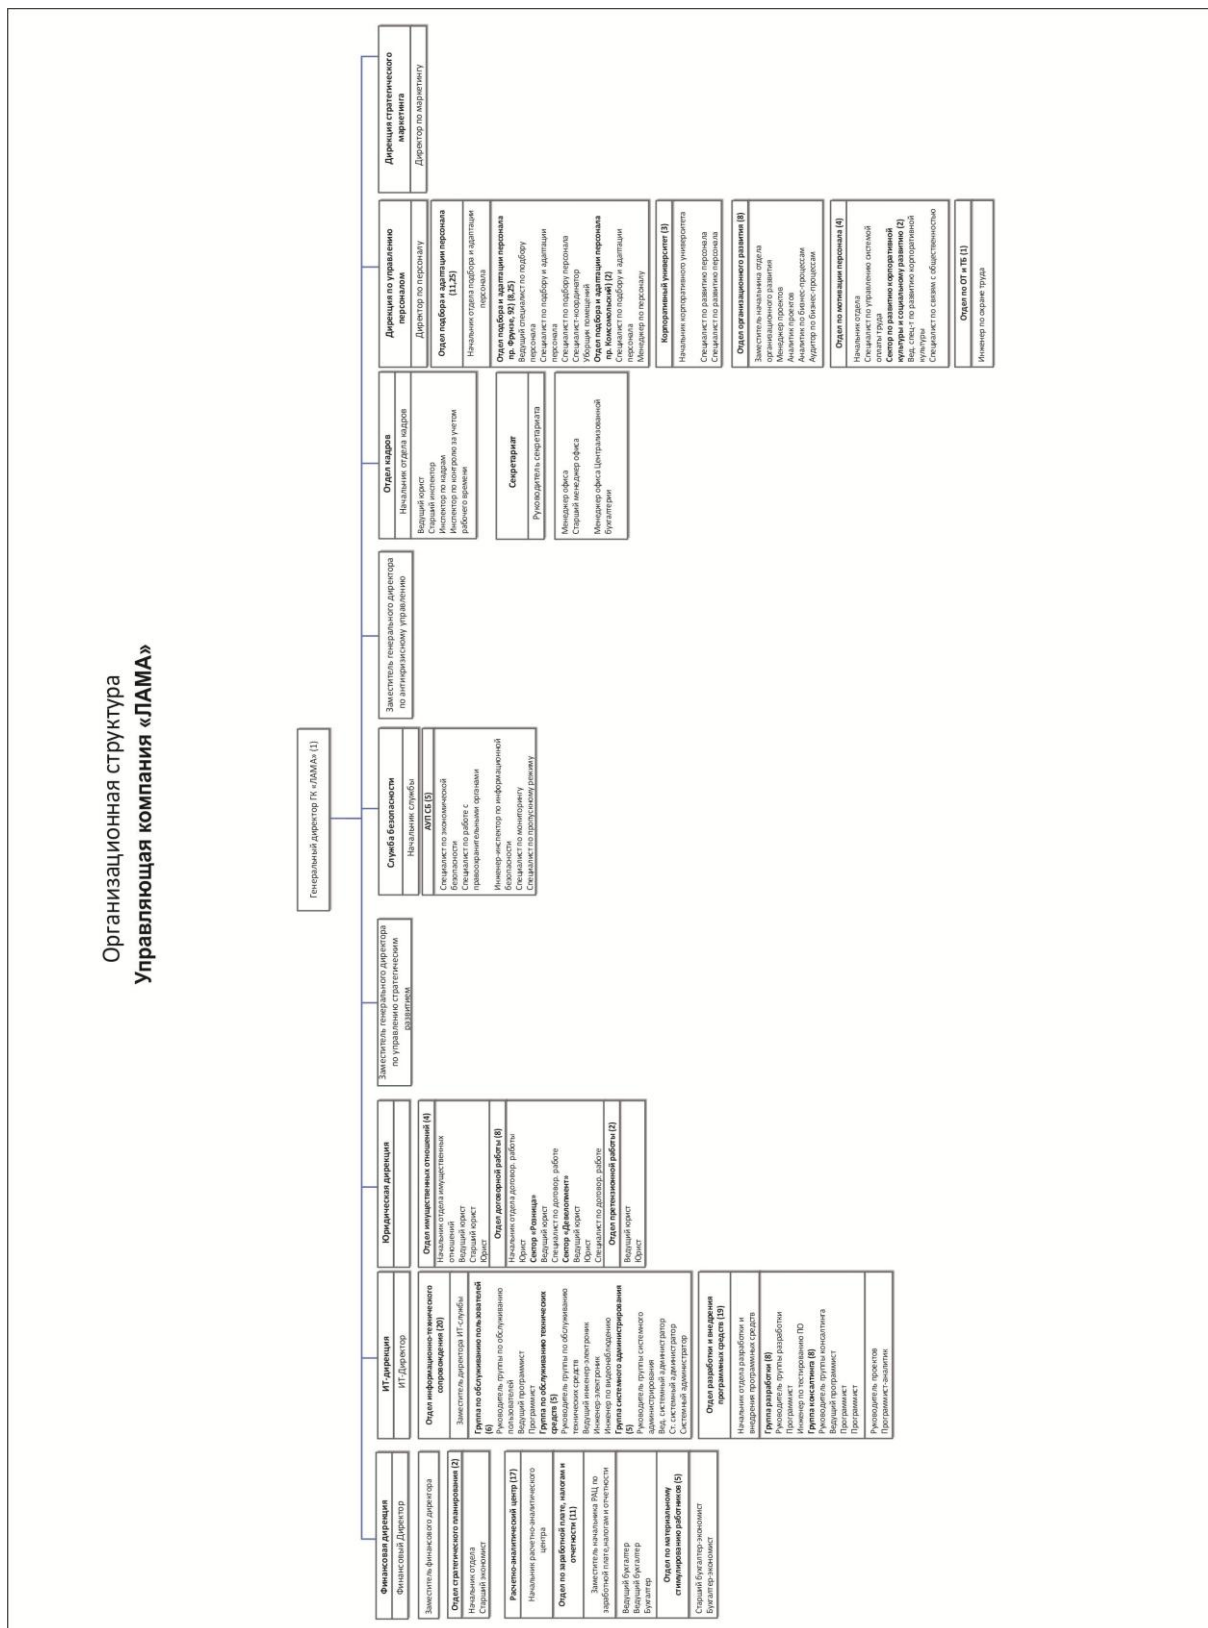 Организационная структура
Управляющая компания «ЛАМА»
Генеральный директор ГК «ЛАМА» (1)
Финансовая дирекция
Финансовый Директор
Заместитель финансового директора
Отдел стратегического планирования (2)
Начальник отдела
Старший экономист
Расчетно-аналитический центр (17)
Начальник расчетно-аналитического
центра
Отдел по заработной плате, налогам и
отчетности (11)
Заместитель начальника РАЦ по
заработной плате,налогам и отчетности
Ведущий бухгалтер
Ведущий бухгалтер
Бухгалтер
Отдел по материальному
стимулированию работников (5)
Старший бухгалтер-экономист
Бухгалтер-экономист
ИТ-дирекция
ИТ-Директор
Отдел информационно-технического
сопровождения (20)
Заместитель директора ИТ-службы
Группа по обслуживанию пользователей
(6)
Руководитель группы по обслуживанию
пользователей
Ведущий программист
Программист
Группа по обслуживанию технических
средств (5)
Руководитель группы по обслуживанию
технических средств
Ведущий инженер-электроник
Инженер-электроник
Инженер по видеонаблюдению
Группа системного администрирования
(5)
Руководитель группы системного
администрирования
Вед. системный администратор
Ст. системный администратор
Системный администратор
Отдел разработки и внедрения
программных средств (19)
Начальник отдела разработки и
внедрения программных средств
Группа разработки (8)
Руководитель группы разработки
Программист
Инженер по тестированию ПО
Группа консалтинга (8)
Руководитель группы консалтинга
Ведущий программист
Программист
Программист
Руководитель проектов
Программист-аналитик
Юридическая дирекция
Отдел имущественных отношений (4)
Начальник отдела имущественных
отношений
Ведущий юрист
Старший юрист
Юрист
Отдел договорной работы (8)
Начальник отдела договор. работы
Юрист
Сектор «Розница»
Ведущий юрист
Специалист по договор. работе
Сектор «Девелопмент»
Ведущий юрист
Юрист
Специалист по договор. работе
Отдел претензионной работы (2)
Ведущий юрист
Юрист
Заместитель генерального директора
по управлению стратегическим
развитием
Служба безопасности
Начальник службы
АУП СБ (5)
Специалист по экономической
безопасности
Специалист по работе с
правоохранительными органами
Инженер-инспектор по информационной
безопасности
Специалист по мониторингу
Специалист по пропускному режиму
Заместитель генерального директора
по антикризисному управлению
Отдел кадров
Начальник отдела кадров
Ведущий юрист
Старший инспектор
Инспектор по кадрам
Инспектор по контролю за учетом
рабочего времени
Секретариат
Руководитель секретариата
Менеджер офиса
Старший менеджер офиса
Менеджер офиса Централизованной
бухгалтерии
Дирекция по управлению
персоналом
Директор по персоналу
Отдел подбора и адаптации персонала
(11,25)
Начальник отдела подбора и адаптации
персонала
Отдел подбора и адаптации персонала
пр. Фрунзе, 92) (8,25)
Ведущий специалист по подбору
персонала
Специалист по подбору и адаптации
персонала
Специалист по подбору персонала
Специалист-координатор
Уборщик помещений
Отдел подбора и адаптации персонала
пр. Комсомольский) (2)
Специалист по подбору и адаптации
персонала
Менеджер по персоналу
Корпоративный университет (3)
Начальник корпоративного университета
Специалист по развитию персонала
Специалист по развитию персонала
Отдел организационного развития (8)
Заместитель начальника отдела
организационного развития
Менеджер проектов
Аналитик проектов
Аналитик по бизнес-процессам
Аудитор по бизнес-процессам
Отдел по мотивации персонала (4)
Начальник отдела
Специалист по управлению системой
оплаты труда
Сектор по развитию корпоративной
культуры и социальному развитию (2)
Вед. спец-т по развитию корпоративной
культуры
Специалист по связям с общественностью
Отдел по ОТ и ТБ (1)
Инженер по охране труда
Дирекция стратегического
маркетинга
Директор по маркетингу